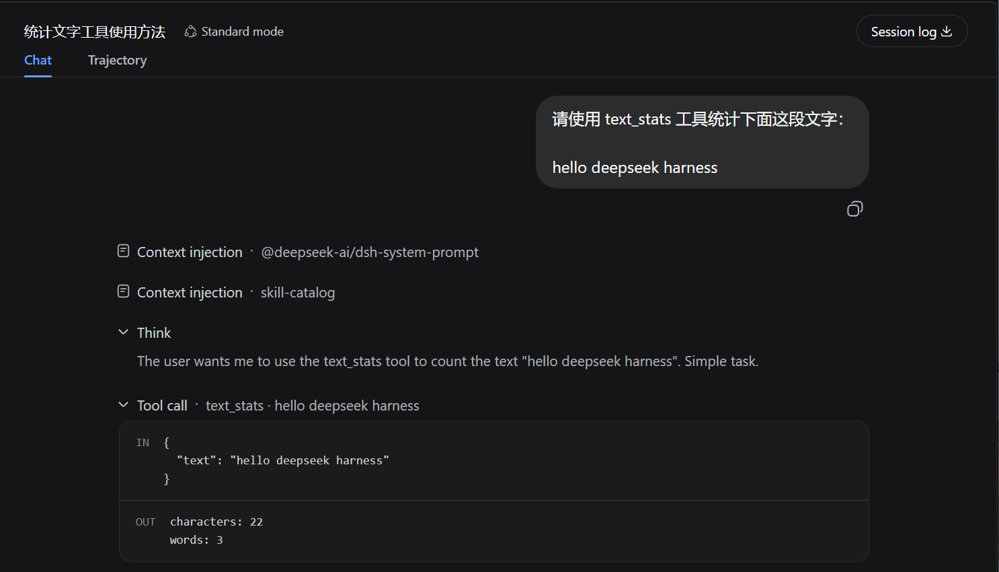 统计文字工具使用方法 Standard mode Session log
Chat Trajectory
请使用 text_stats 工具统计下面这段文字：
hello deepseek harness
Context injection · @deepseek-ai/dsh-system-prompt
Context injection · skill-catalog
Think
The user wants me to use the text_stats tool to count the text "hello deepseek harness". Simple task.
Tool call · text_stats · hello deepseek harness
IN {
"text": "hello deepseek harness"
}
OUT characters: 22
words: 3